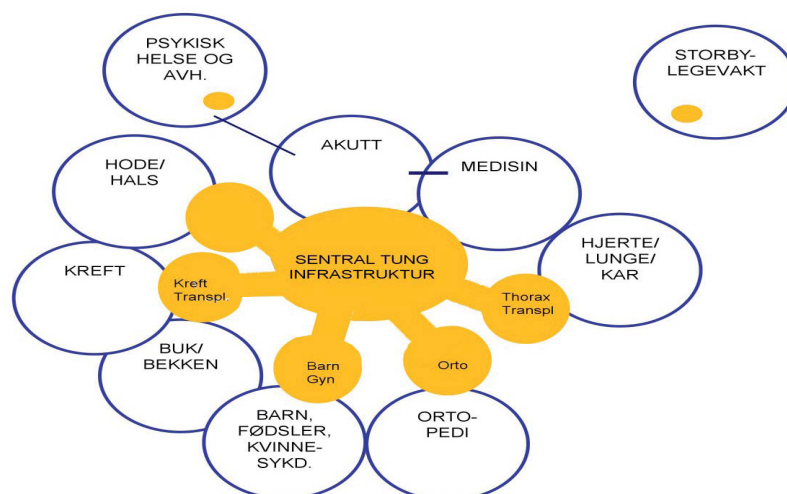 PSYKISK
HELSE OG
AVH.
STORBY-
LEGEVAKT
AKUTT
MEDISIN
HODE/
HALS
HJERTE/
LUNGE/
KAR
SENTRAL TUNG
INFRASTRUKTUR
KREFT
Kreft
Transpl.
Thorax
Transpl
BUK/
BEKKEN
Barn
Gyn
Orto
BARN,
FØDSLER,
KVINNE-
SYKD.
ORTO-
PEDI